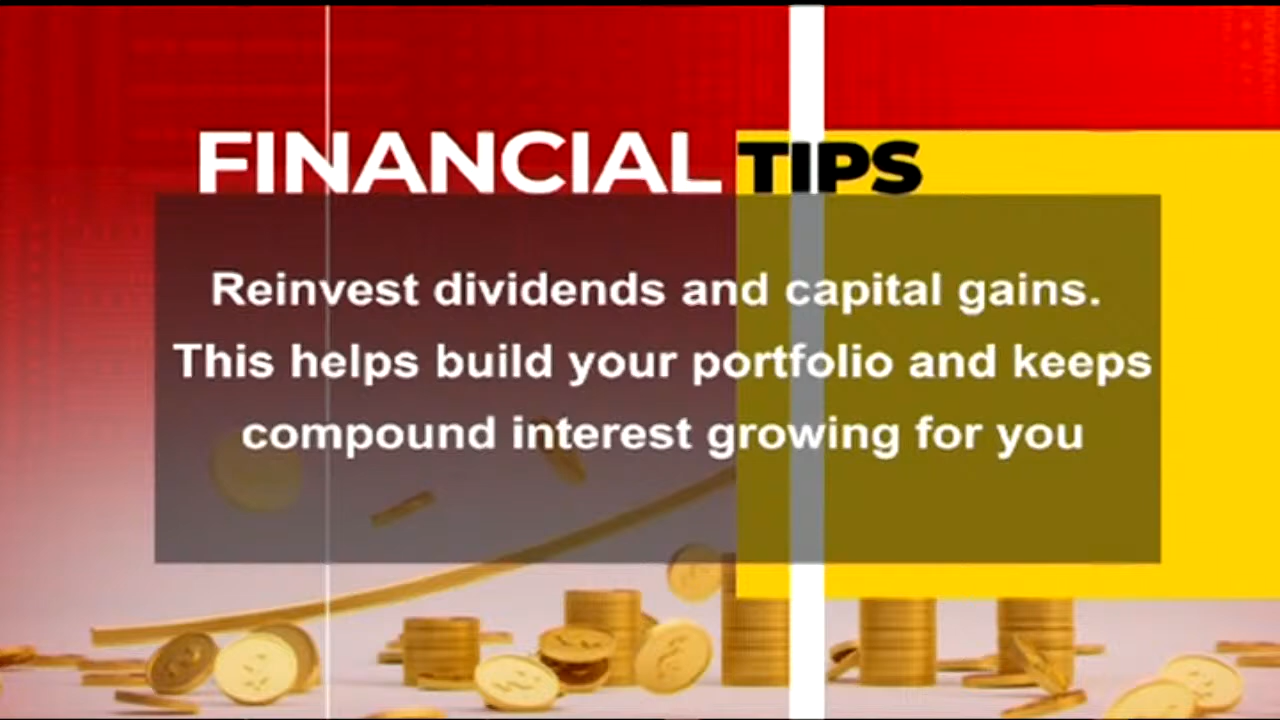 FINANCIAL TIPS
Reinvest dividends and capital gains.
This helps build your portfolio and keeps
compound interest growing for you